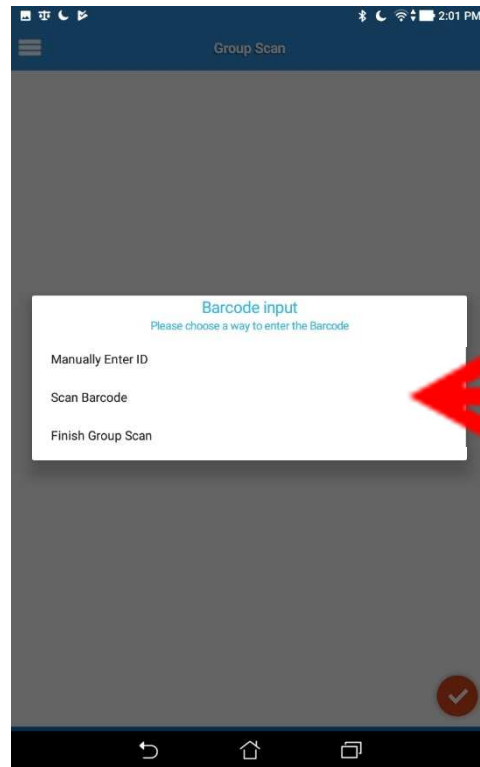 2:01 PM
Group Scan
Barcode input
Please choose a way to enter the Barcode
Manually Enter ID
Scan Barcode
Finish Group Scan